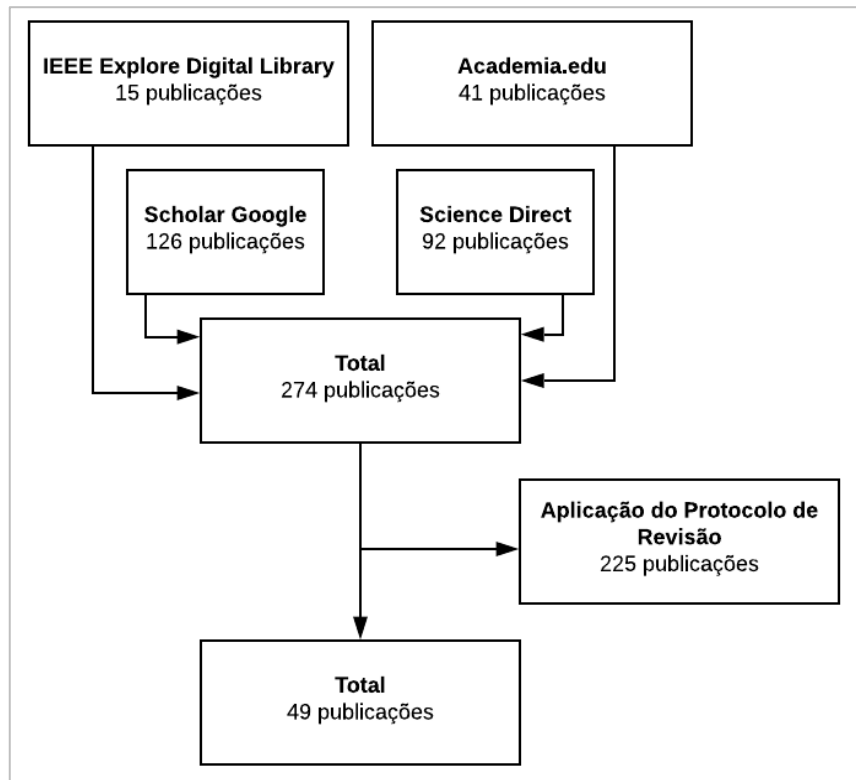 IEEE Explore Digital Library
15 publicações
Academia.edu
41 publicações
Scholar Google
126 publicações
Science Direct
92 publicações
Total
274 publicações
Aplicação do Protocolo de
Revisão
225 publicações
Total
49 publicações